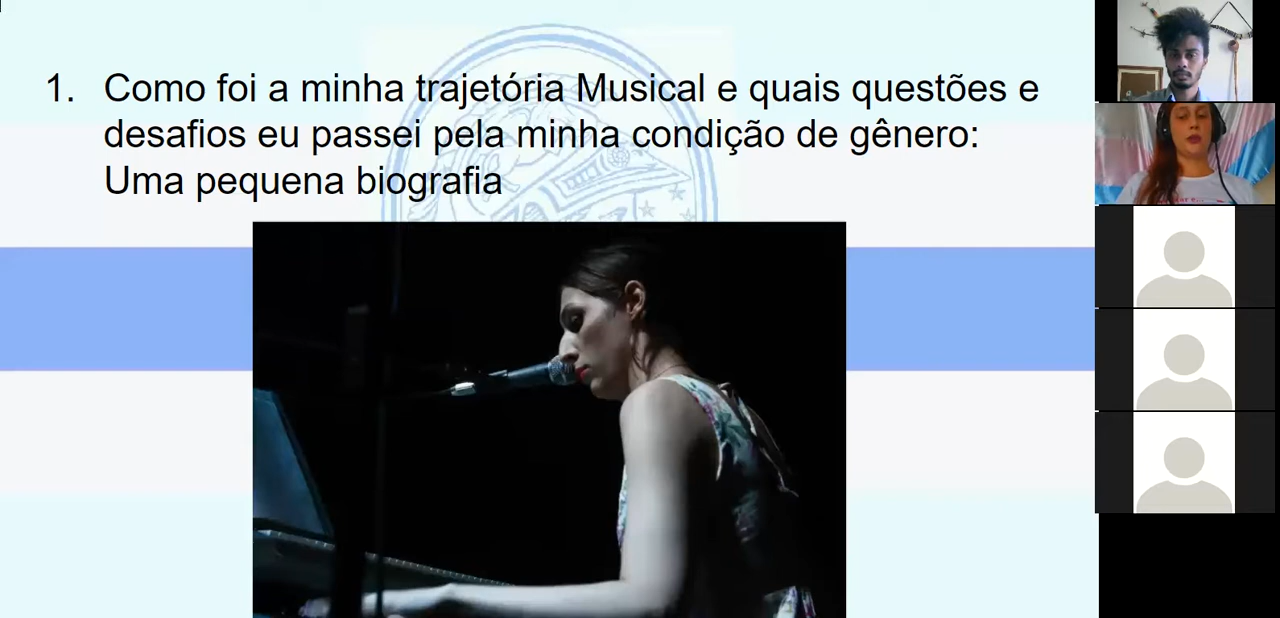 1. Como foi a minha trajetória Musical e quais questões e
desafios eu passei pela minha condição de gênero:
Uma pequena biografia